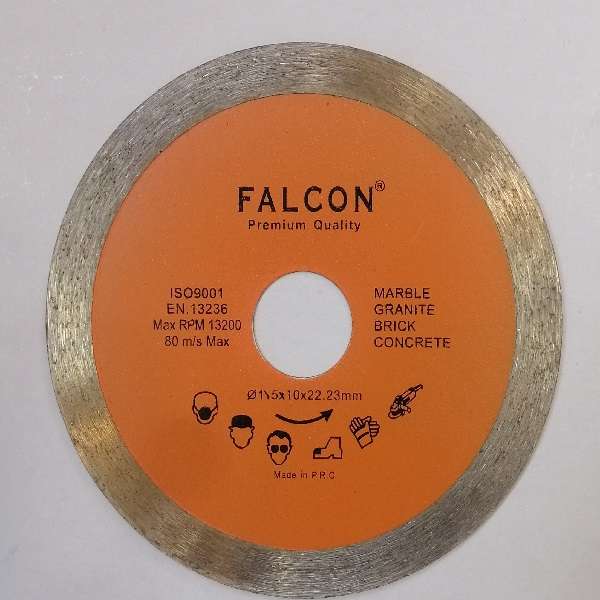 FALCON®
Premium Quality
ISO9001
EN.13236
Max RPM 13200
80 m/s Max
MARBLE
GRANITE
BRICK
CONCRETE
Ø115x10x22.23mm
Made in P.R.C